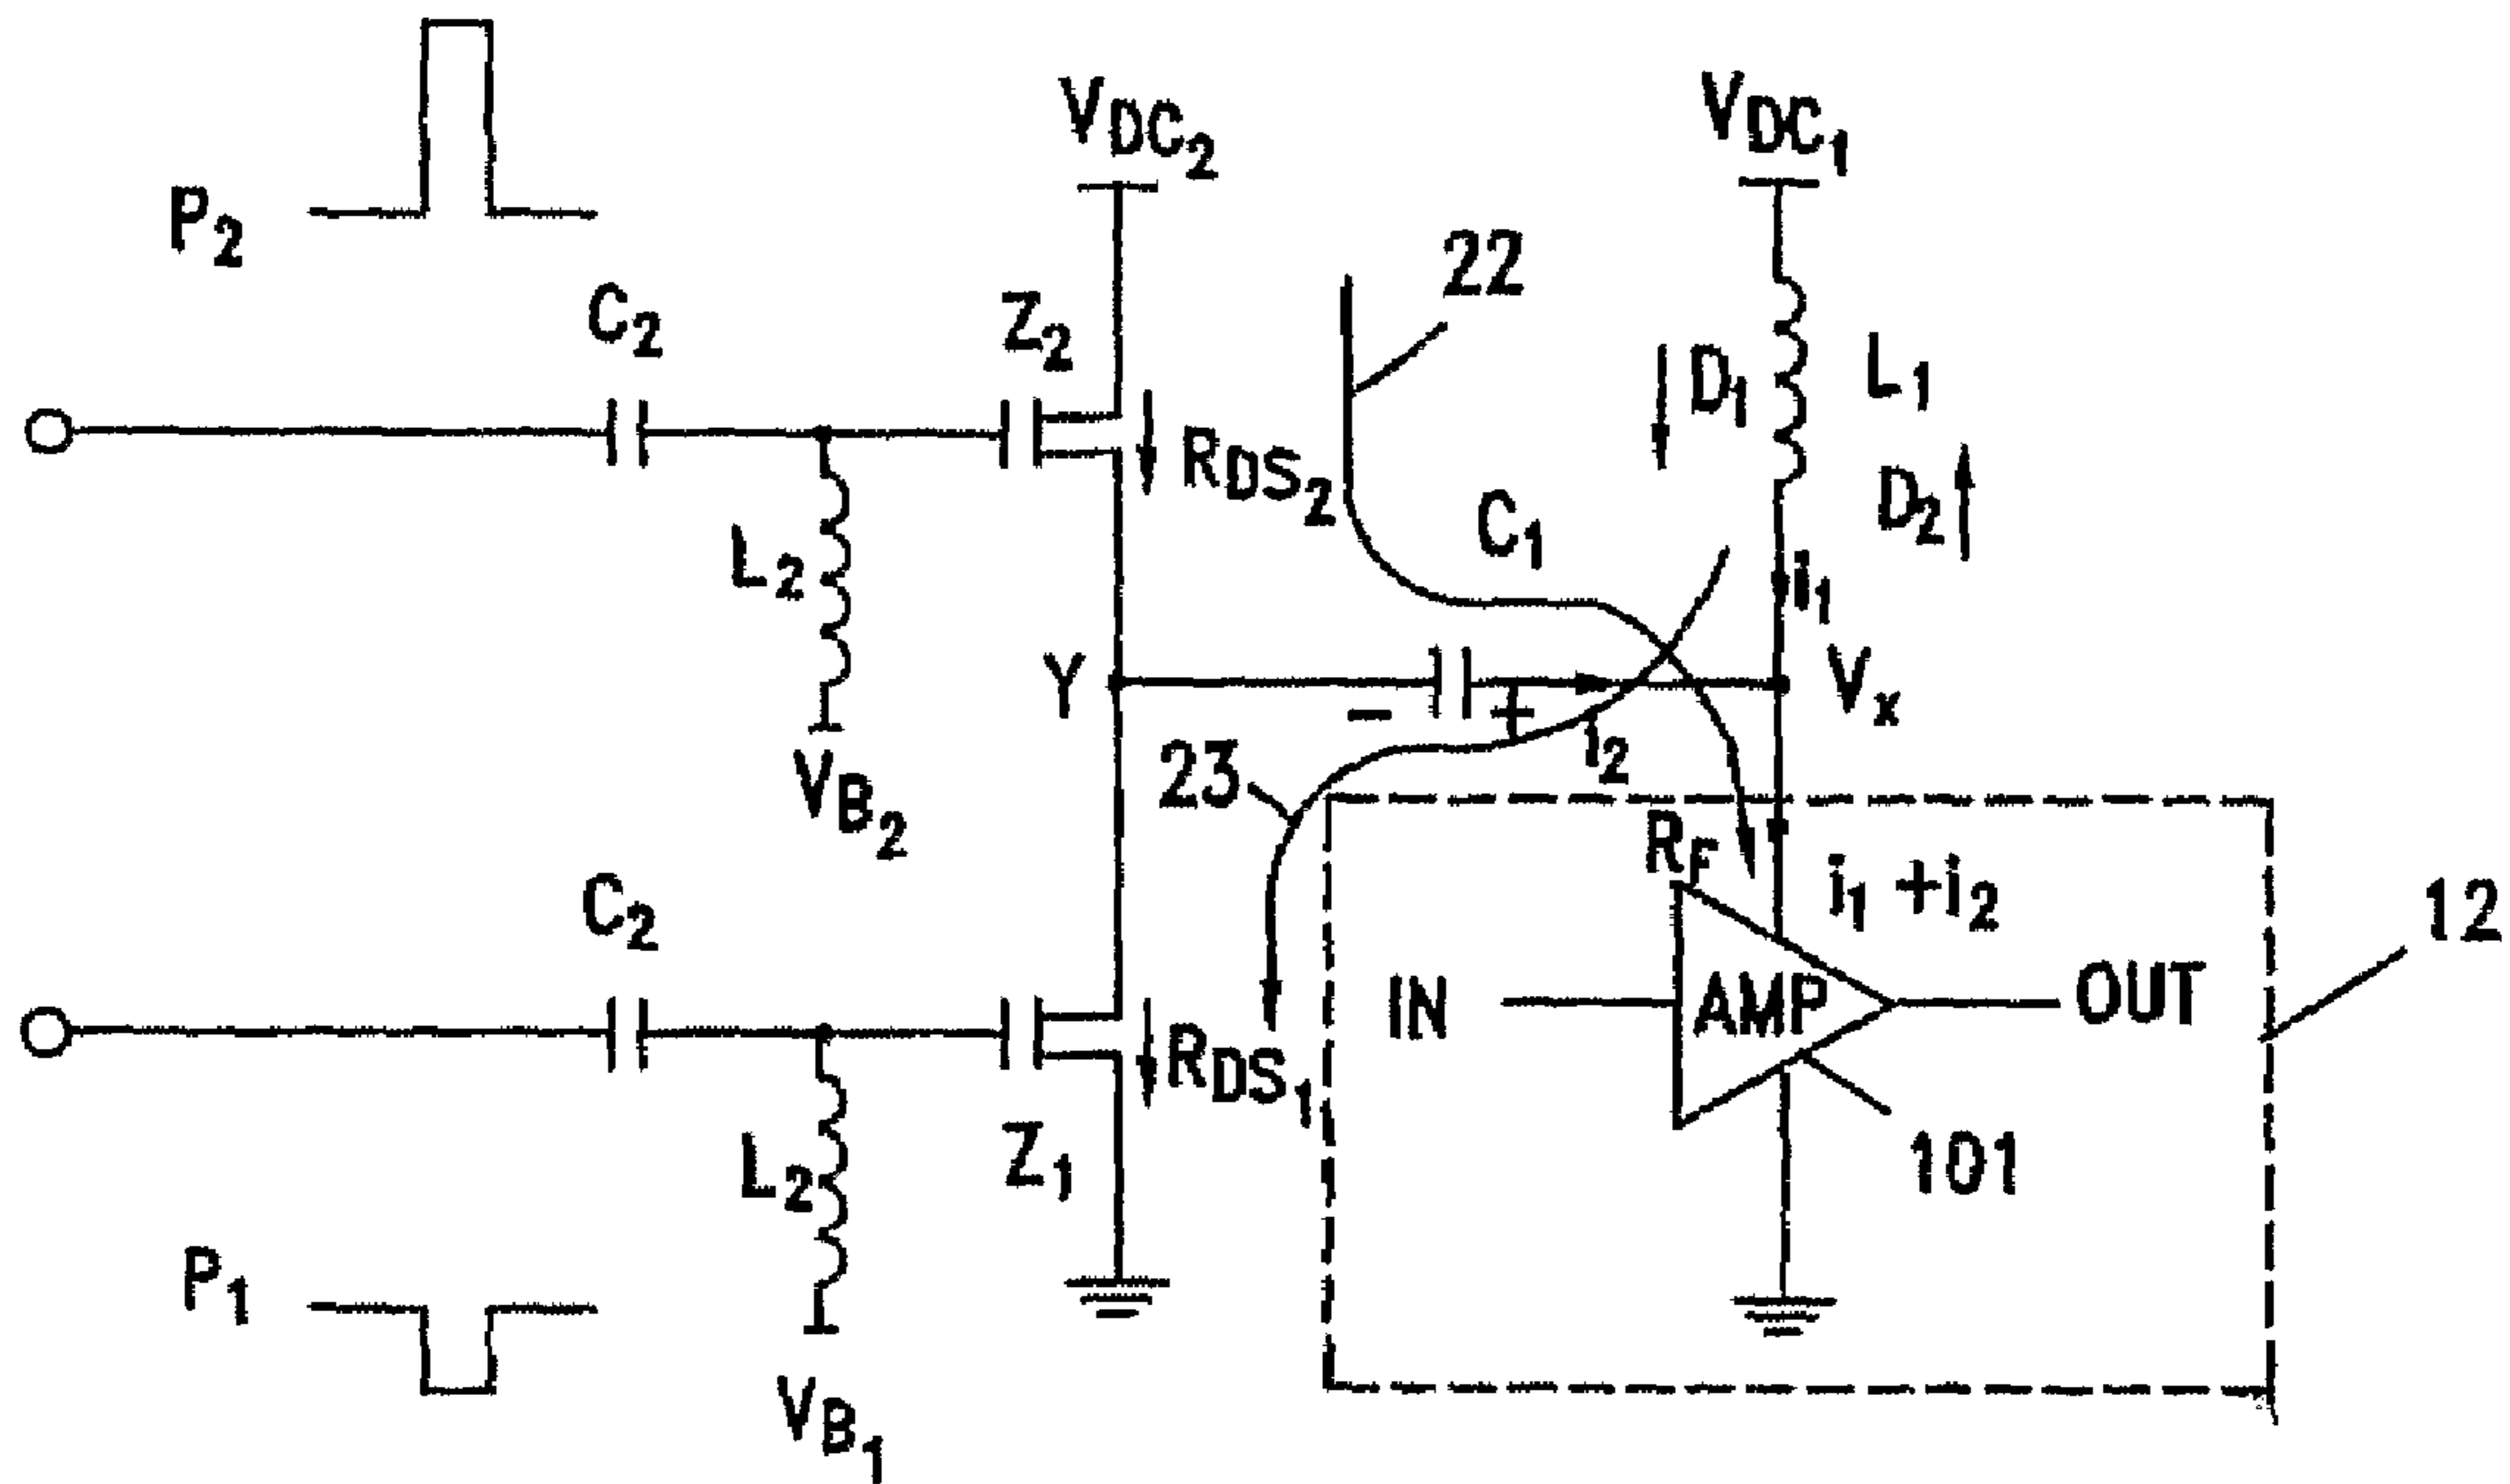 P2
VDC2
VDC1
22
C2
Z2
RDS2
D1
L1
D2
C1
L2
i1
Y
-
+
Vx
23
i2
VB2
RF
i1 +i2
12
C2
IN
AMP
OUT
RDS1
L2
Z1
101
P1
VB1